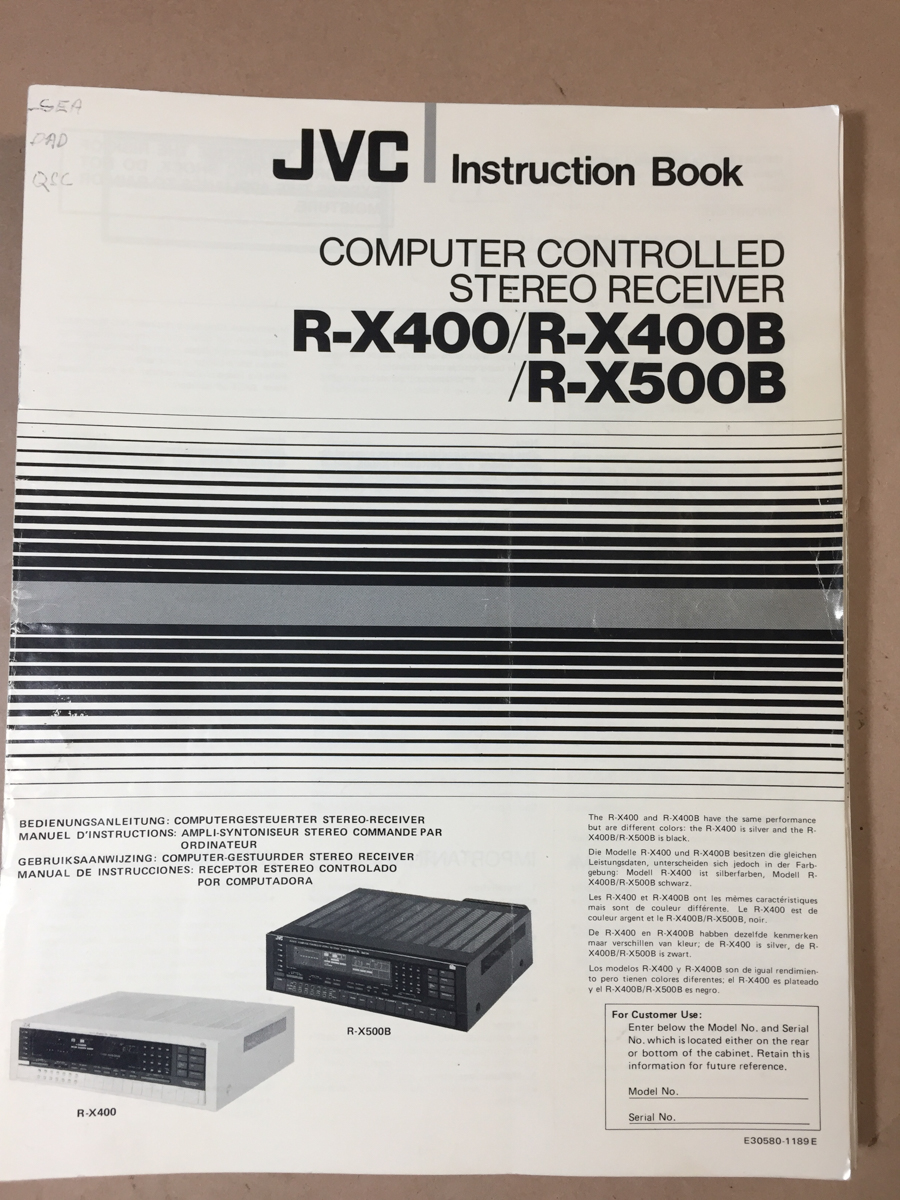 SEA
QSC
JVC Instruction Book
COMPUTER CONTROLLED
STEREO RECEIVER
R-X400/R-X400B
/R-X500B
BEDIENUNGSANLEITUNG: COMPUTERGESTEUERTER STEREO-RECEIVER
MANUEL D'INSTRUCTIONS: AMPLI-SYNTONISEUR STEREO COMMANDE PAR
ORDINATEUR
GEBRUIKSAANWIJZING: COMPUTER-GESTUURDER STEREO RECEIVER
MANUAL DE INSTRUCCIONES: RECEPTOR ESTEREO CONTROLADO
POR COMPUTADORA
JVC
R-X500B
R-X400
The R-X400 and R-X400B have the same performance
but are different colors: the R-X400 is silver and the R-
X400B/R-X500B is black.
Die Modelle R-X400 und R-X400B besitzen die gleichen
Leistungsdaten, unterscheiden sich jedoch in der Farb-
gebung: Modell R-X400 ist silberfarben, Modell R-
X400B/R-X500B schwarz.
Les R-X400 et R-X400B ont les mêmes caractéristiques
mais sont de couleur différente. Le R-X400 est de
couleur argent et le R-X400B/R-X500B, noir.
De R-X400 en R-X400B habben dezelfde kenmerken
maar verschillen van kleur; de R-X400 is silver, de R-
X400B/R-X500B is zwart.
Los modelos R-X400 y R-X400B son de igual rendimien-
to pero tienen colores diferentes; el R-X400 es plateado
y el R-X400B/R-X500B es negro.
For Customer Use:
Enter below the Model No. and Serial
No. which is located either on the rear
or bottom of the cabinet. Retain this
information for future reference.
Model No.
Serial No.
E30580-1189E